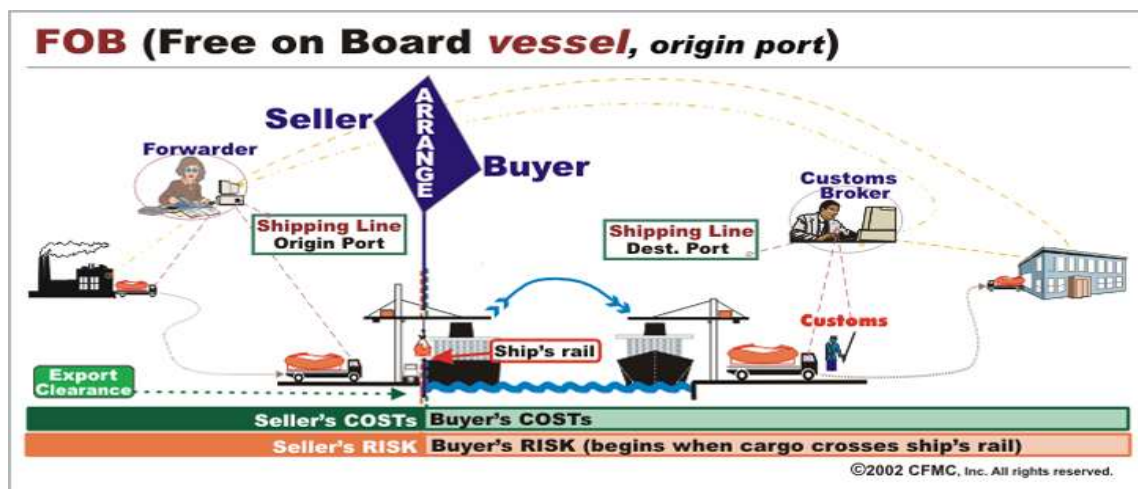 FOB (Free on Board vessel, origin port)
Seller
ARRANGE
Buyer
Forwarder
Shipping Line
Origin Port
Shipping Line
Dest. Port
Customs
Broker
Customs
Ship's rail
Export
Clearance
Seller's COSTs Buyer's COSTs
Seller's RISK Buyer's RISK (begins when cargo crosses ship's rail)
©2002 CFMC, Inc. All rights reserved.